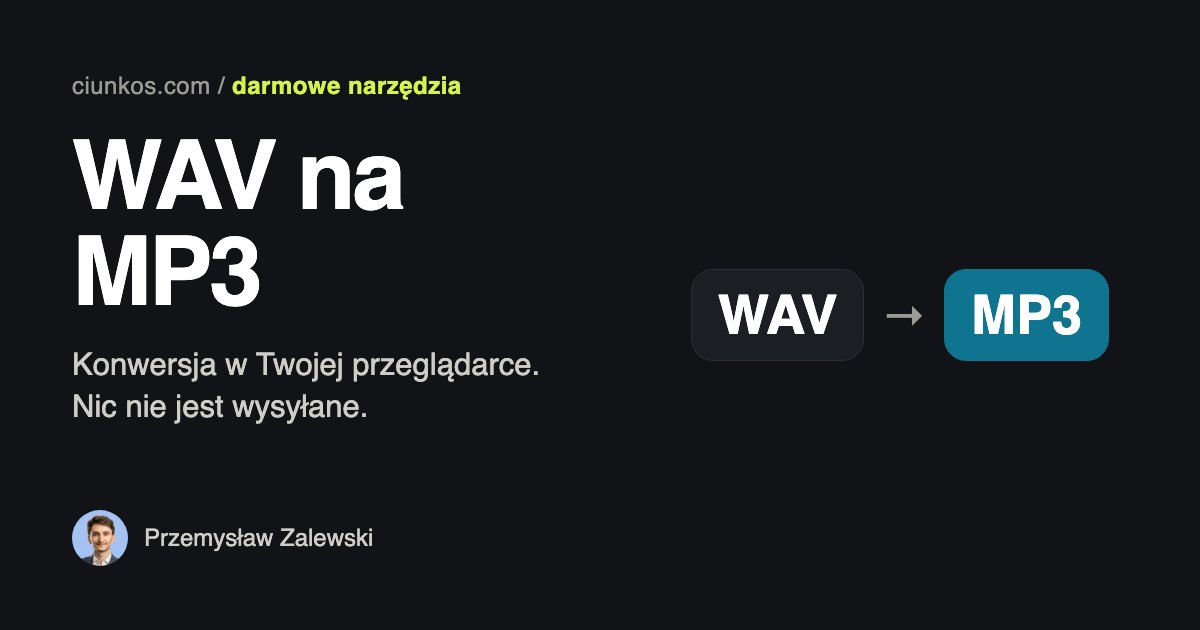 ciunkos.com / darmowe narzędzia
WAV na
MP3
Konwersja w Twojej przeglądarce.
Nic nie jest wysyłane.
WAV → MP3
Przemysław Zalewski